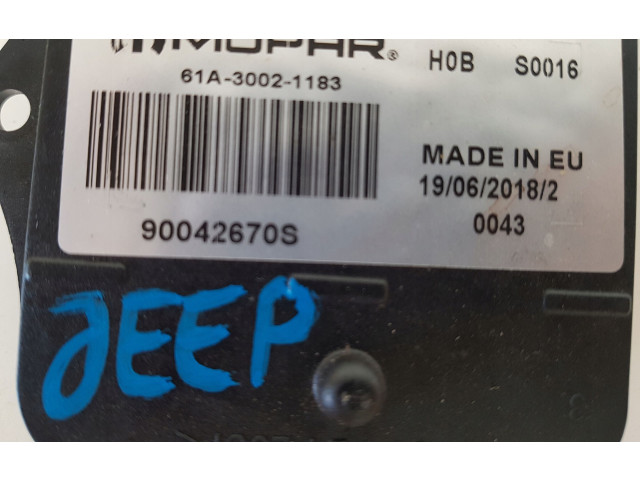 MOPAR®
H0B S0016
61A-3002-1183
MADE IN EU
19/06/2018/2
90042670S
0043
JEEP